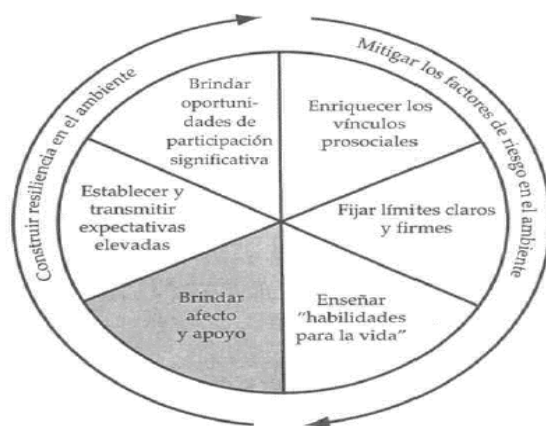 Construir resiliencia en el ambiente
Mitigar los factores de riesgo en el ambiente
Brindar
oportuni-
dades de
participación
significativa
Enriquecer los
vínculos
prosociales
Establecer y
transmitir
expectativas
elevadas
Fijar límites claros
y firmes
Brindar
afecto
y apoyo
Enseñar
"habilidades
para la vida"